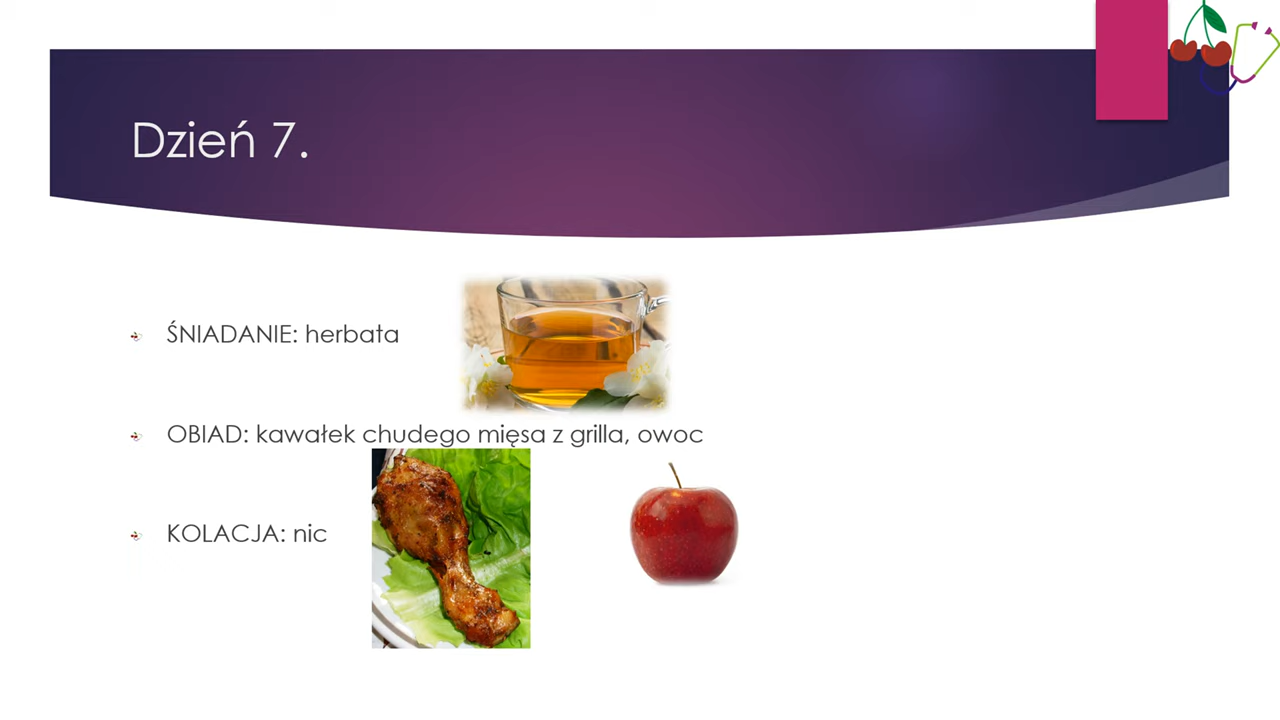 Dzień 7.
ŚNIADANIE: herbata
OBIAD: kawałek chudego mięsa z grilla, owoc
KOLACJA: nic